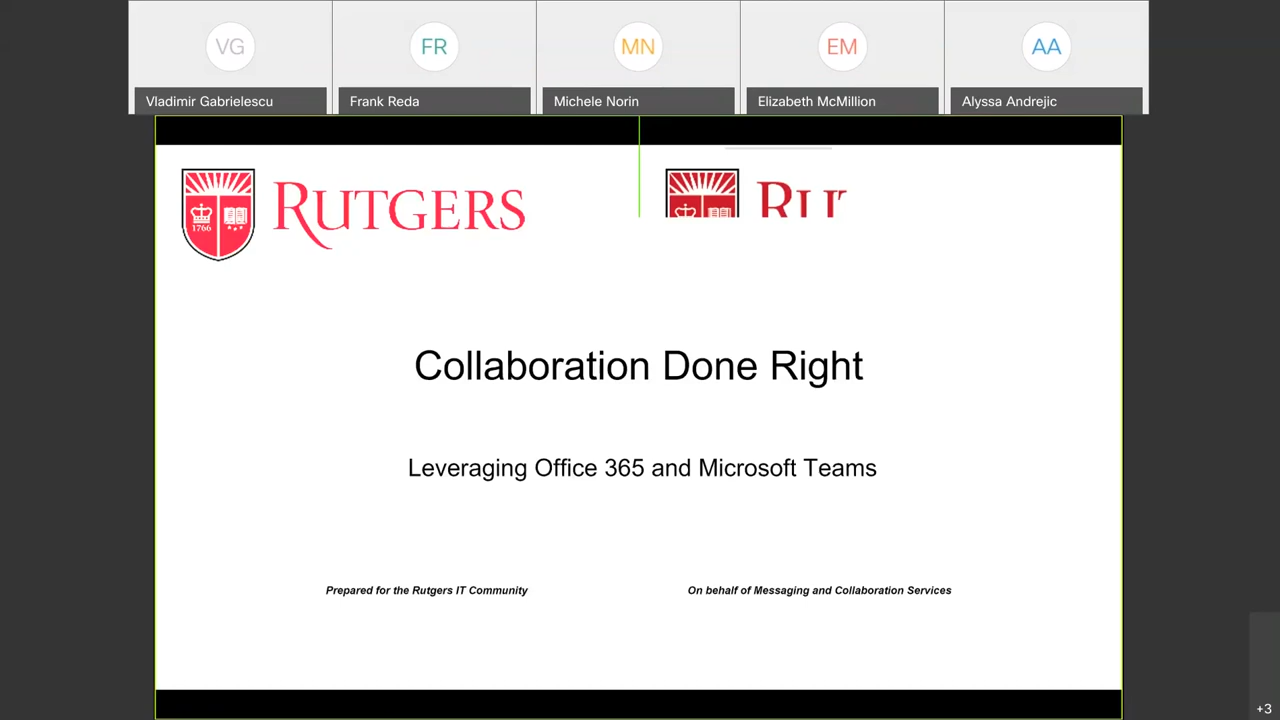 VG
FR
MN
EM
AA
Vladimir Gabrielescu
Frank Reda
Michele Norin
Elizabeth McMillion
Alyssa Andrejic
1766
RUTGERS
Collaboration Done Right
Leveraging Office 365 and Microsoft Teams
Prepared for the Rutgers IT Community
On behalf of Messaging and Collaboration Services
+3